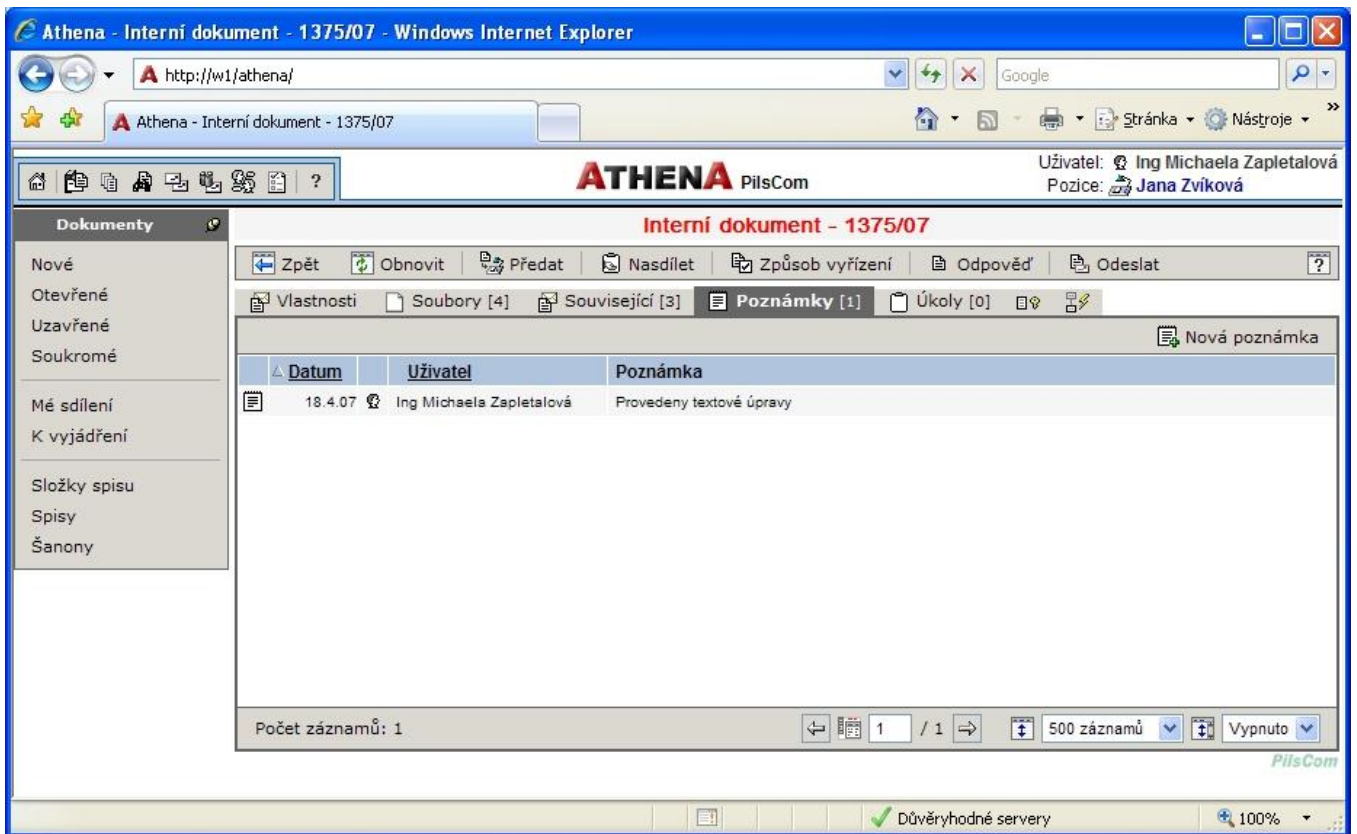 Athena - Interní dokument - 1375/07 - Windows Internet Explorer
http://w1/athena/
Google
Athena - Interní dokument - 1375/07
Stránka
Nástroje
»
?
ATHENA PilsCom
Uživatel: Ing Michaela Zapletalová
Pozice: Jana Zvíková
Dokumenty
Interní dokument - 1375/07
Nové
Otevřené
Uzavřené
Soukromé
Mé sdílení
K vyjádření
Složky spisu
Spisy
Šanony
Zpět Obnovit Předat Nasdílet Způsob vyřízení Odpověď Odeslat ?
Vlastnosti Soubory [4] Související [3] Poznámky [1] Úkoly [0]
Nová poznámka
Datum Uživatel Poznámka
18.4.07 Ing Michaela Zapletalová Provedeny textové úpravy
Počet záznamů: 1
1 / 1 500 záznamů Vypnuto
PilsCom
Důvěryhodné servery 100%